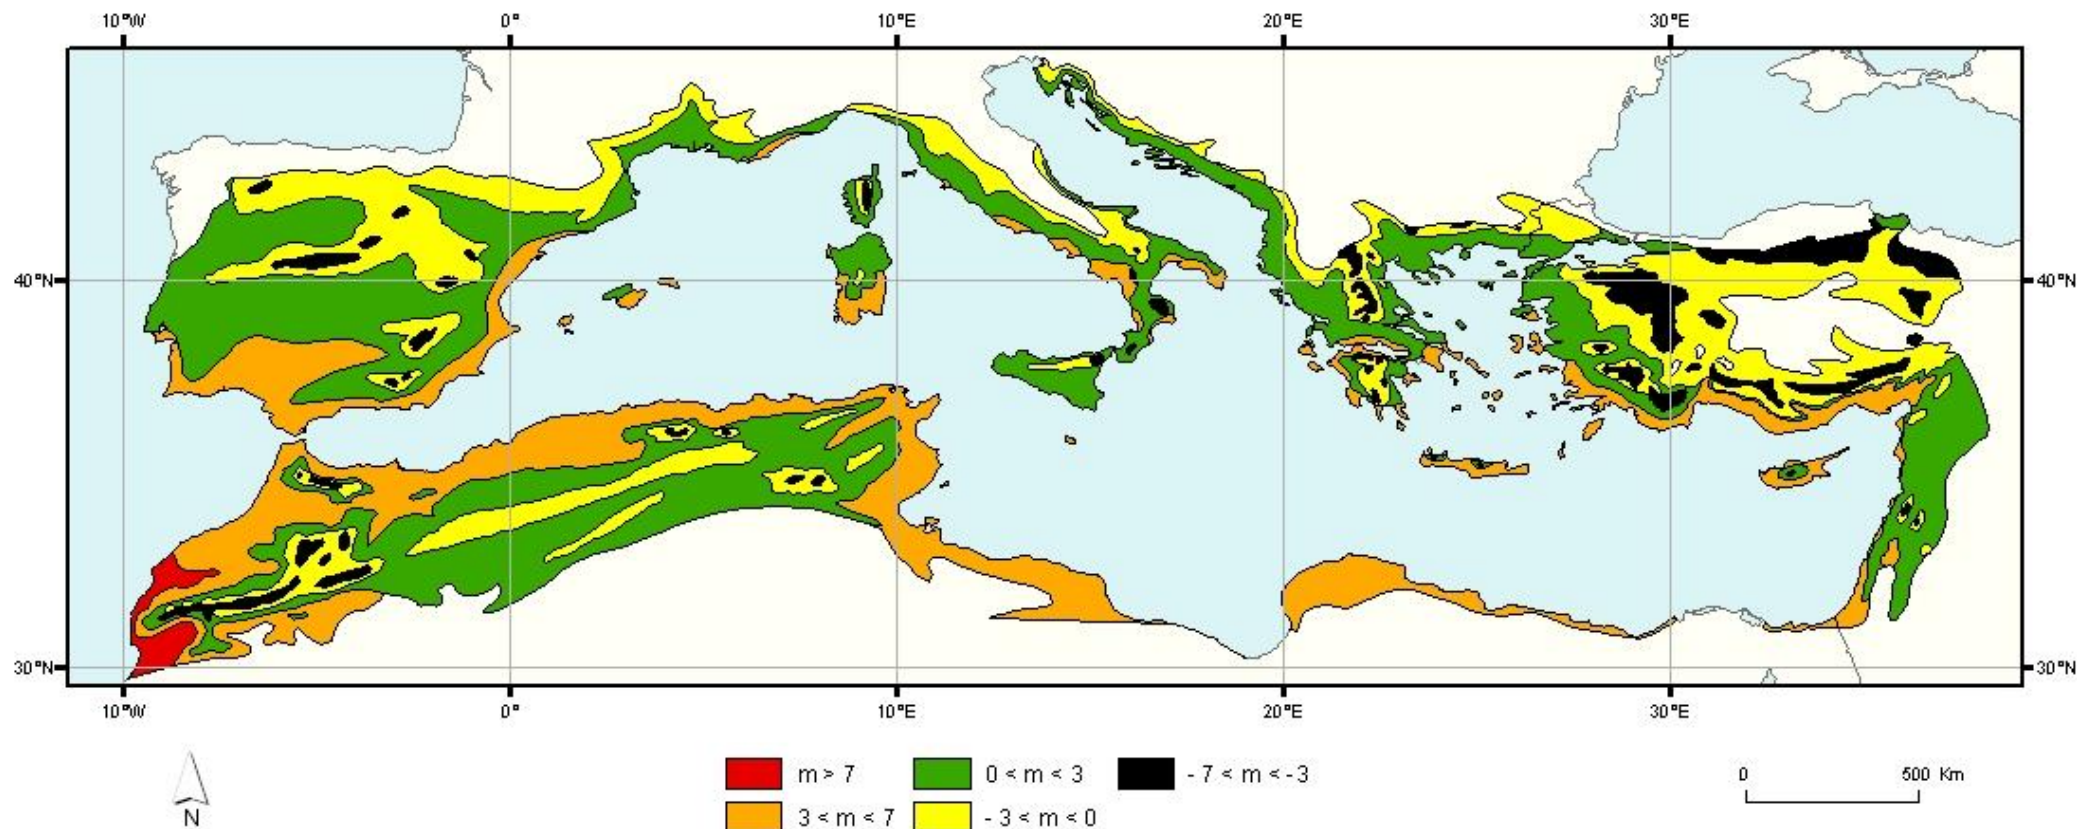 10°W 0° 10°E 20°E 30°E
40°N 40°N
30°N 30°N
10°W 0° 10°E 20°E 30°E
m > 7 0 < m < 3 - 7 < m < - 3 0 500 Km
N 3 < m < 7 - 3 < m < 0